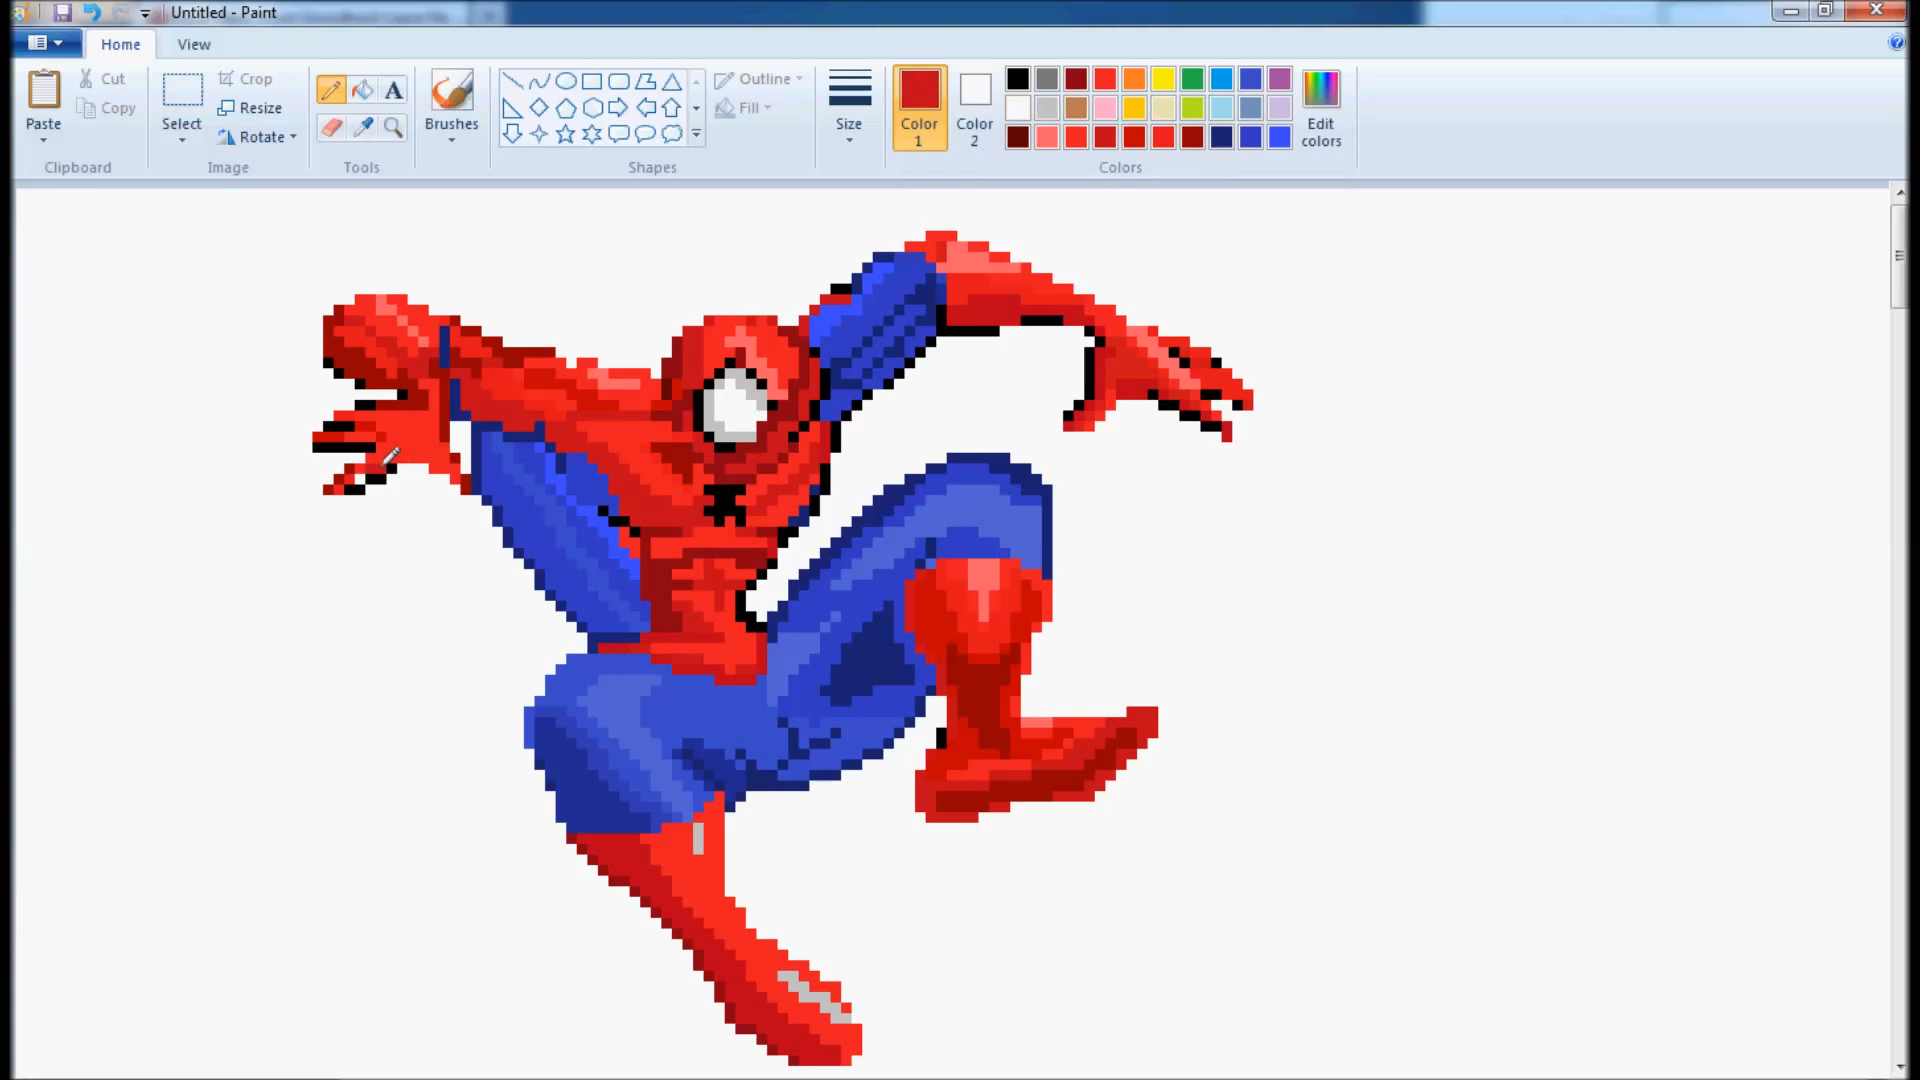 Untitled - Paint
Home View
Paste
Cut
Copy
Clipboard
Select
Crop
Resize
Rotate
Image
A
Tools
Brushes
Shapes
Outline
Fill
Size
Color 1
Color 2
Edit colors
Colors